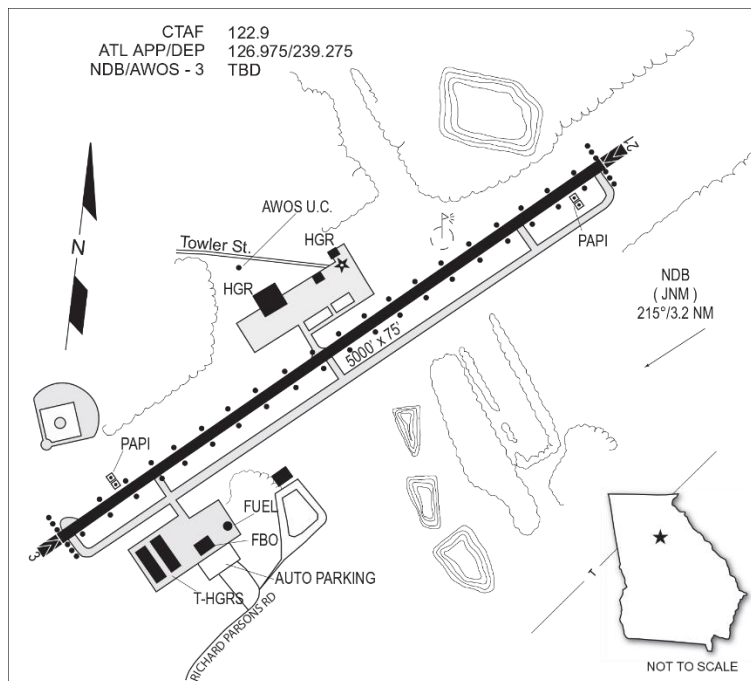 CTAF 122.9
ATL APP/DEP 126.975/239.275
NDB/AWOS - 3 TBD
21
AWOS U.C.
N
Towler St.
HGR
PAPI
HGR
NDB
( JNM )
215°/3.2 NM
5000' x 75'
PAPI
FUEL
FBO
3
T
AUTO PARKING
T-HGRS
RICHARD PARSONS RD
NOT TO SCALE